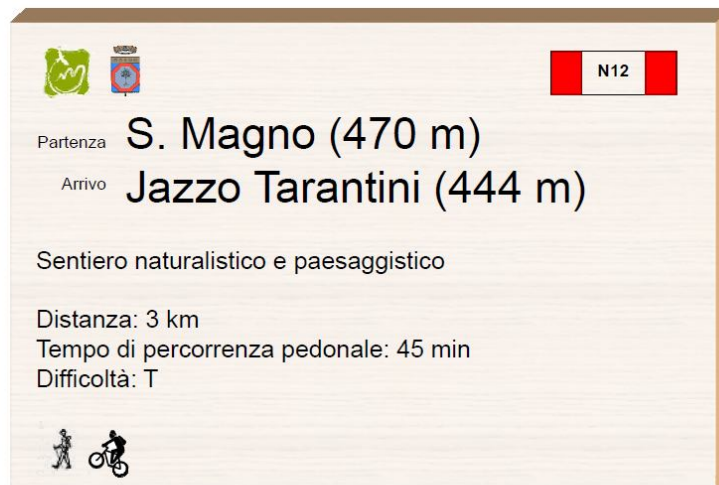 N12
Partenza S. Magno (470 m)
Arrivo Jazzo Tarantini (444 m)
Sentiero naturalistico e paesaggistico
Distanza: 3 km
Tempo di percorrenza pedonale: 45 min
Difficoltà: T